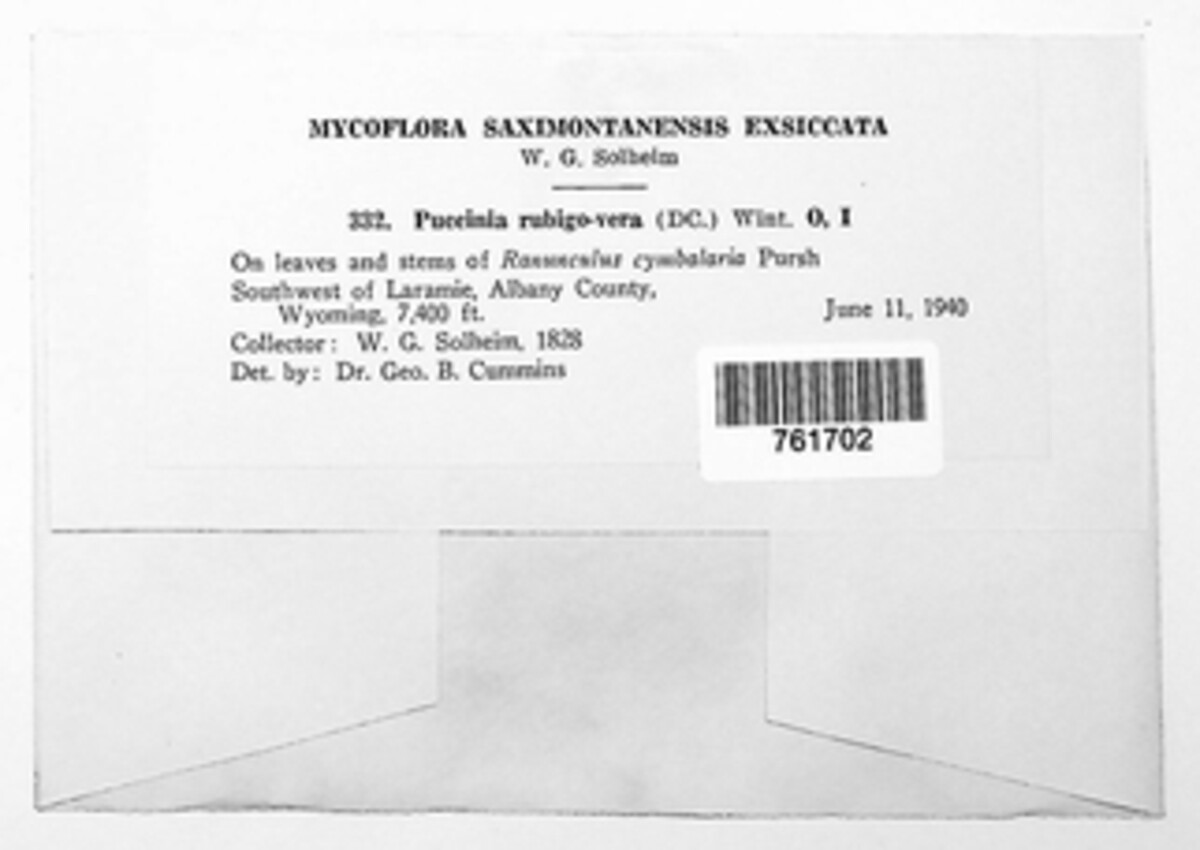 MYCOFLORA SAXIMONTANENSIS EXSICCATA
W. G. Solheim
332. Puccinia rubigo-vera (DC.) Wint. O, I
On leaves and stems of Ranunculus cymbalaria Pursh
Southwest of Laramie, Albany County,
Wyoming, 7,400 ft. June 11, 1940
Collector: W. G. Solheim, 1828
Det. by: Dr. Geo. B. Cummins
761702